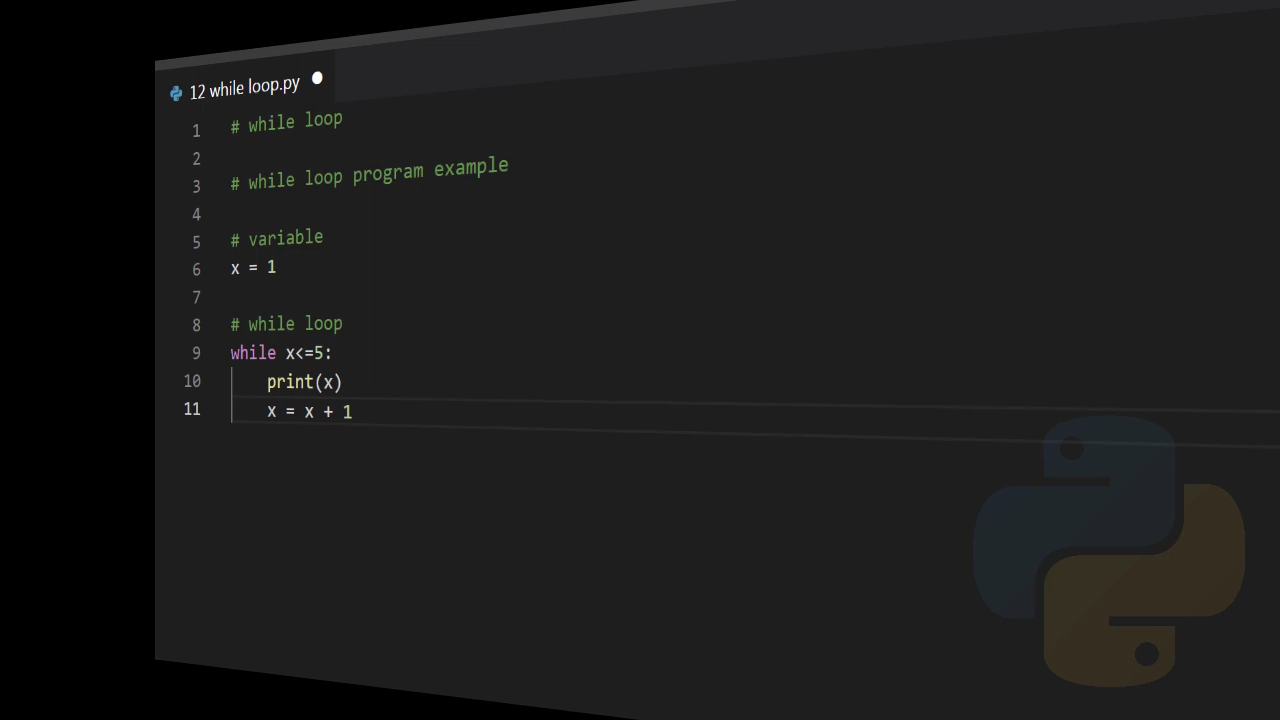 12 while loop.py
1 # while loop
2
3 # while loop program example
4
5 # variable
6 x = 1
7
8 # while loop
9 while x<=5:
10     print(x)
11     x = x + 1